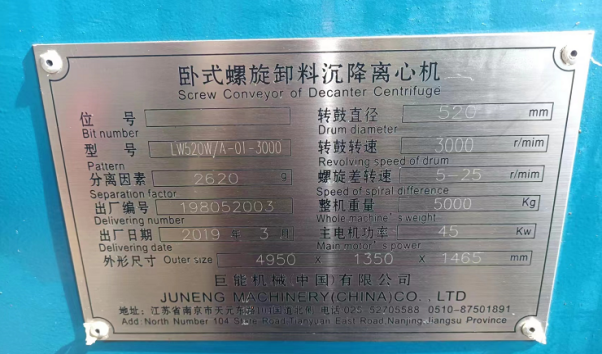 卧式螺旋卸料沉降离心机
Screw Conveyor of Decanter Centrifuge
位 号
Bit number
型 号 LW520W/A-01-3000
Pattern
分离因素 2620 g
Separation factor
出厂编号 198052003
Delivering number
出厂日期 2019 年 3 月
Delivering date
转鼓直径 520 mm
Drum diameter
转鼓转速 3000 r/mim
Revolving speed of drum
螺旋差转速 5-25 r/mim
Speed of spiral difference
整机重量 5000 Kg
Whole machine's weight
主电机功率 45 Kw
Main motor's power
外形尺寸 Outer size 4950 x 1350 x 1465 mm
巨能机械(中国)有限公司
JUNENG MACHINERY(CHINA)CO.,LTD
地址: 江苏省南京市天元东路104国道北侧 电话:025-52705588 0510-87501891
Add: North Number 104 State Road,Tianyuan East Road,Nanjing,Jiangsu Province